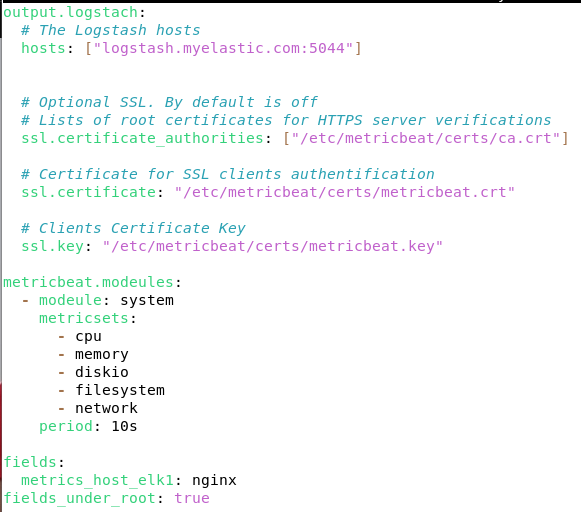 output.logstach:
  # The Logstash hosts
  hosts: ["logstash.myelastic.com:5044"]
  # Optional SSL. By default is off
  # Lists of root certificates for HTTPS server verifications
  ssl.certificate_authorities: ["/etc/metricbeat/certs/ca.crt"]
  # Certificate for SSL clients authentification
  ssl.certificate: "/etc/metricbeat/certs/metricbeat.crt"
  # Clients Certificate Key
  ssl.key: "/etc/metricbeat/certs/metricbeat.key"
metricbeat.modeules:
  - modeule: system
    metricsets:
      - cpu
      - memory
      - diskio
      - filesystem
      - network
    period: 10s
fields:
  metrics_host_elk1: nginx
fields_under_root: true